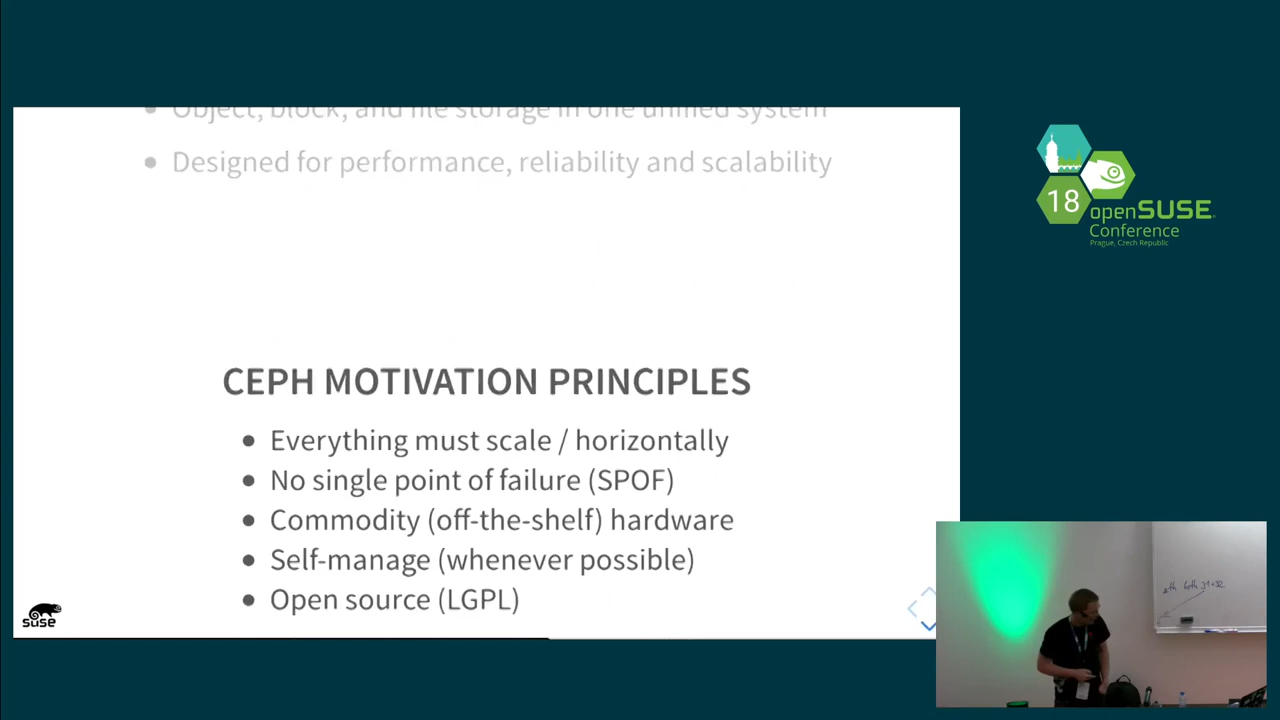 Object, block, and file storage in one unified system
• Designed for performance, reliability and scalability
CEPH MOTIVATION PRINCIPLES
• Everything must scale / horizontally
• No single point of failure (SPOF)
• Commodity (off-the-shelf) hardware
• Self-manage (whenever possible)
• Open source (LGPL)
SUSE
18
openSUSE
Conference
Prague, Czech Republic